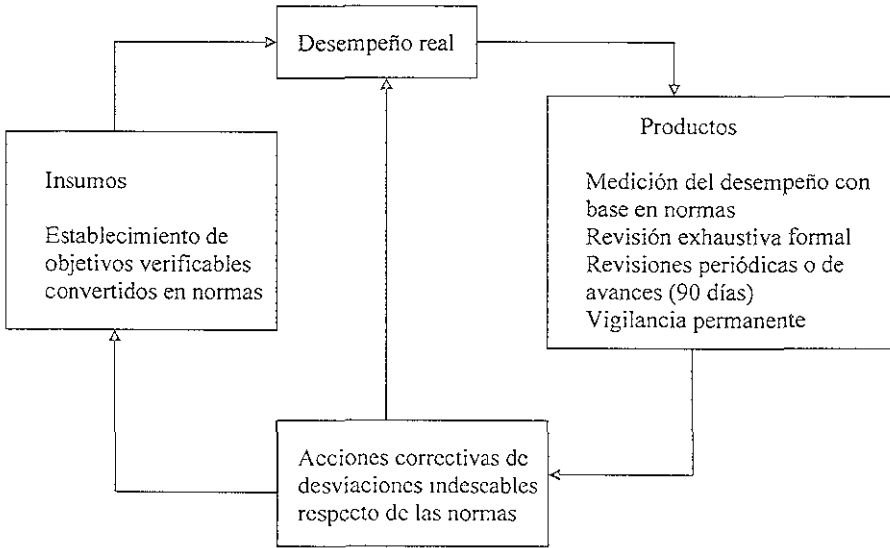 Desempeño real
Insumos
Establecimiento de
objetivos verificables
convertidos en normas
Productos
Medición del desempeño con
base en normas
Revisión exhaustiva formal
Revisiones periódicas o de
avances (90 días)
Vigilancia permanente
Acciones correctivas de
desviaciones indeseables
respecto de las normas